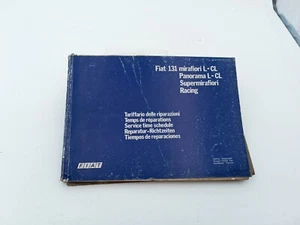 Fiat 131 mirafiori L-CL
Panorama L-CL
Supermirafiori
Racing
Tariffario delle riparazioni
Temps de réparations
Service time schedule
Reparatur-Richtzeiten
Tiempos de reparaciones
FIAT